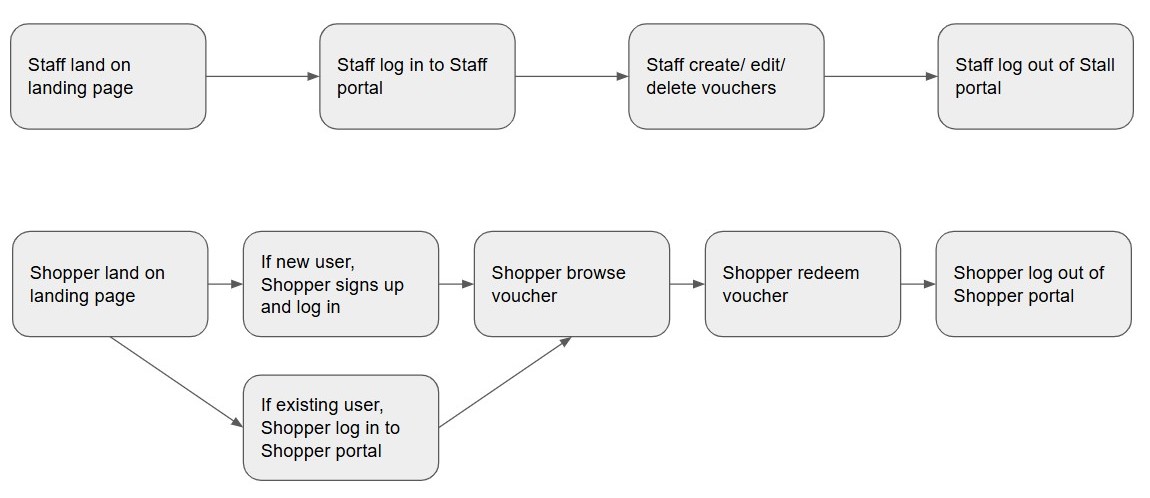 Staff land on
landing page
Staff log in to Staff
portal
Staff create/ edit/
delete vouchers
Staff log out of Stall
portal
Shopper land on
landing page
If new user,
Shopper signs up
and log in
Shopper browse
voucher
Shopper redeem
voucher
Shopper log out of
Shopper portal
If existing user,
Shopper log in to
Shopper portal